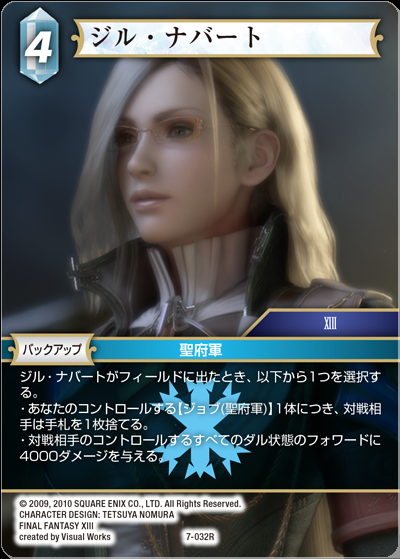 4
ジル・ナバート
XIII
バックアップ
聖府軍
ジル・ナバートがフィールドに出たとき、以下から1つを選択す
る。
・あなたのコントロールする【ジョブ(聖府軍)】1体につき、対戦相
手は手札を1枚捨てる。
・対戦相手のコントロールするすべてのダル状態のフォワードに
4000ダメージを与える。
© 2009, 2010 SQUARE ENIX CO., LTD. All Rights Reserved.
CHARACTER DESIGN: TETSUYA NOMURA
FINAL FANTASY XIII
created by Visual Works
7-032R